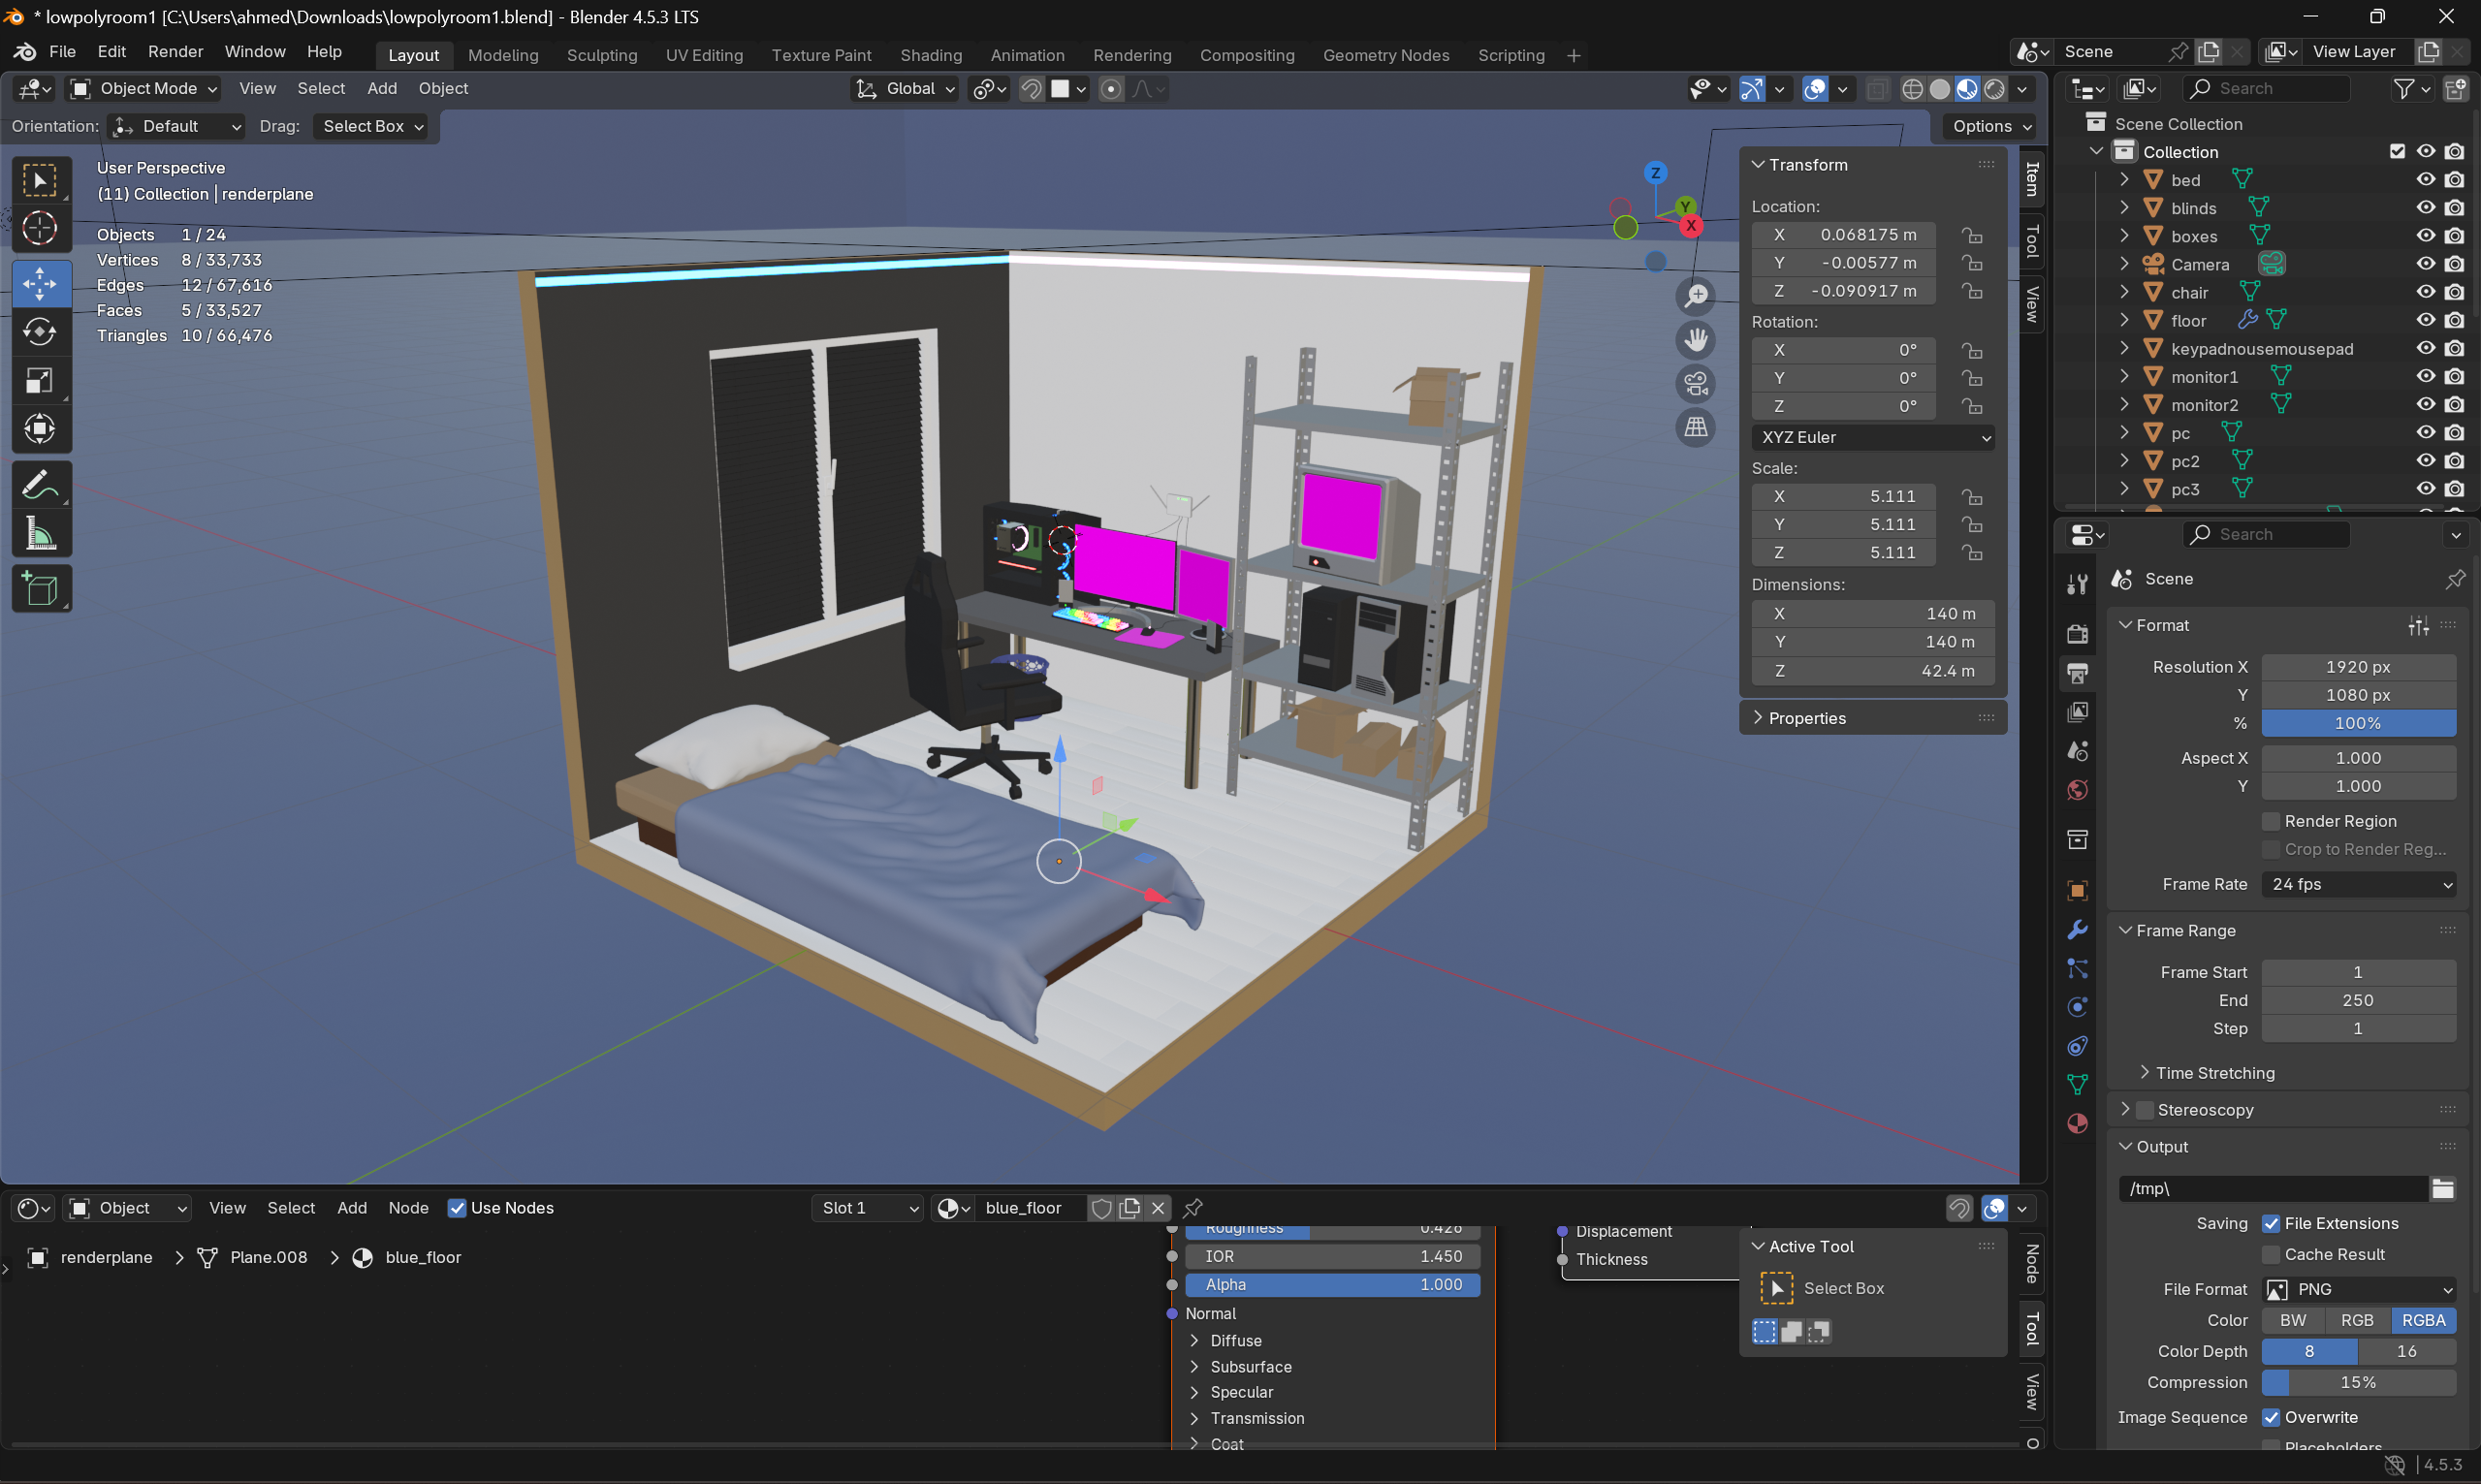 * lowpolyroom1 [C:\Users\ahmed\Downloads\lowpolyroom1.blend] - Blender 4.5.3 LTS
File Edit Render Window Help Layout Modeling Sculpting UV Editing Texture Paint Shading Animation Rendering Compositing Geometry Nodes Scripting + Scene View Layer
Object Mode View Select Add Object Global Search
Orientation: Default Drag: Select Box Options
User Perspective
(11) Collection | renderplane
Objects 1 / 24
Vertices 8 / 33,733
Edges 12 / 67,616
Faces 5 / 33,527
Triangles 10 / 66,476
Z
Y
X
Transform
Location:
X 0.068175 m
Y -0.00577 m
Z -0.090917 m
Rotation:
X 0°
Y 0°
Z 0°
XYZ Euler
Scale:
X 5.111
Y 5.111
Z 5.111
Dimensions:
X 140 m
Y 140 m
Z 42.4 m
Properties
Item
Tool
View
Scene Collection
Collection
bed
blinds
boxes
Camera
chair
floor
keypadnousemousepad
monitor1
monitor2
pc
pc2
pc3
Search
Scene
Format
Resolution X 1920 px
Y 1080 px
% 100%
Aspect X 1.000
Y 1.000
Render Region
Crop to Render Reg...
Frame Rate 24 fps
Frame Range
Frame Start 1
End 250
Step 1
Time Stretching
Stereoscopy
Output
/tmp\
Saving File Extensions
Cache Result
File Format PNG
Color BW RGB RGBA
Color Depth 8 16
Compression 15%
Image Sequence Overwrite
Placeholders
Object View Select Add Node Use Nodes Slot 1 blue_floor
renderplane > Plane.008 > blue_floor
Roughness 0.426
IOR 1.450
Alpha 1.000
Normal
Diffuse
Subsurface
Specular
Transmission
Coat
Displacement
Thickness
Active Tool
Select Box
Node
Tool
View
4.5.3